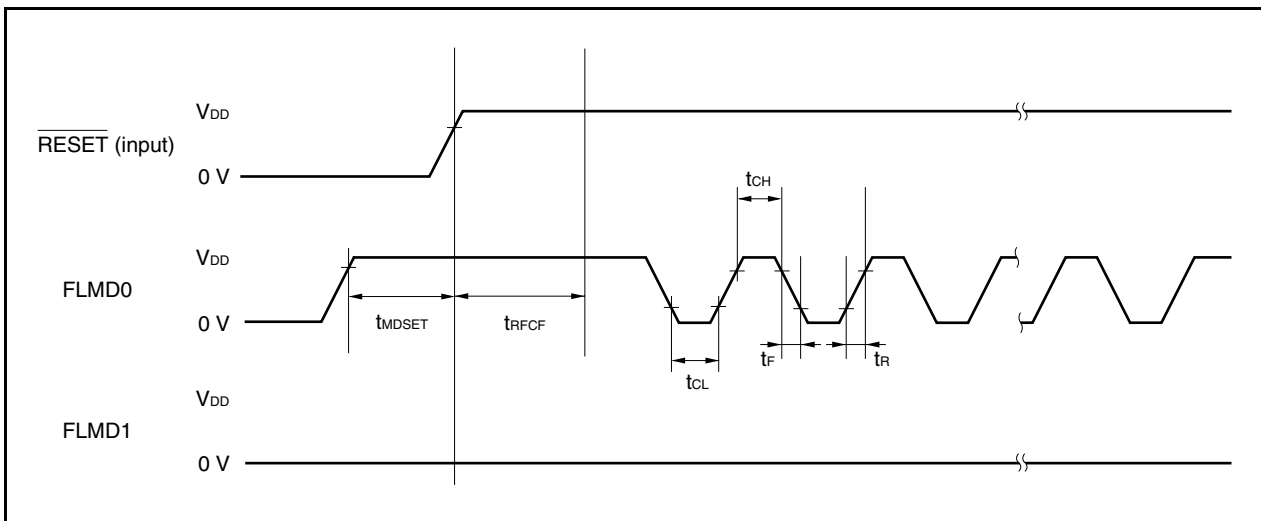 VDD
RESET (input)
0 V
tCH
VDD
FLMD0
0 V
tMDSET
tRFCF
tF
tR
tCL
VDD
FLMD1
0 V